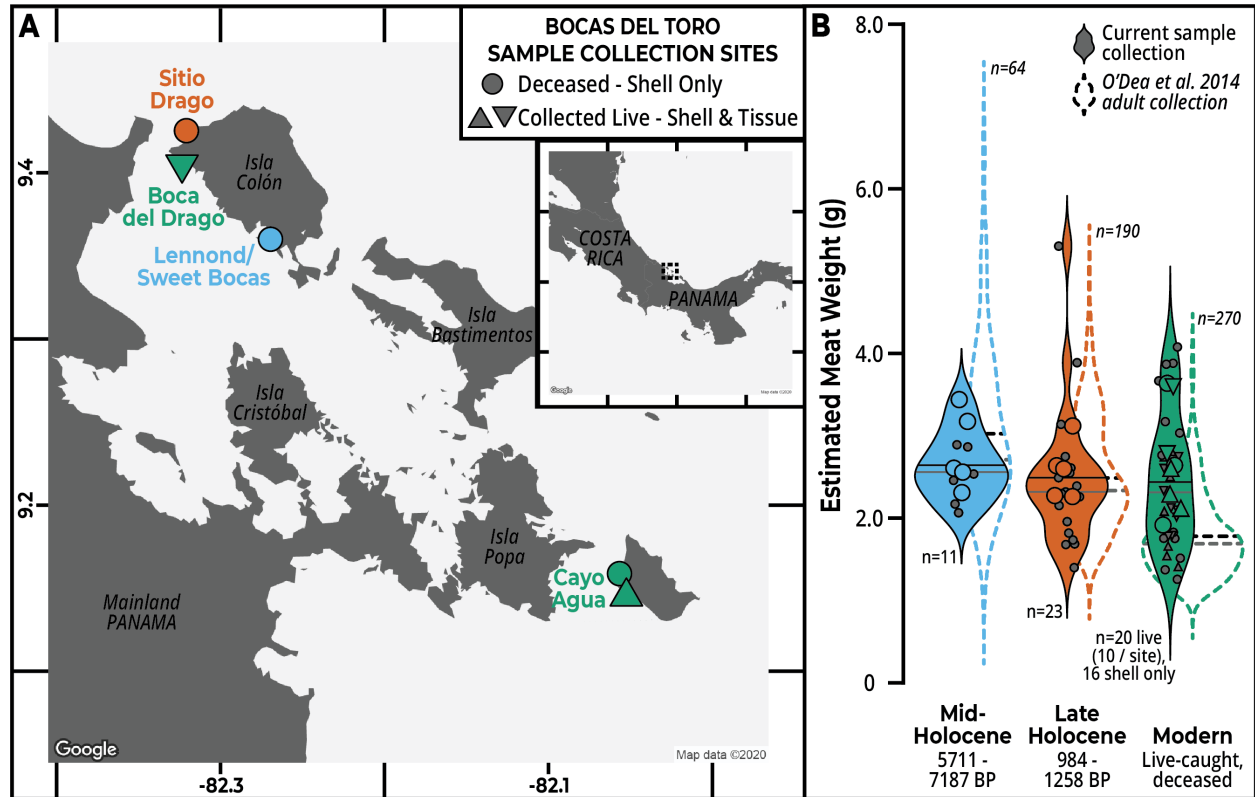 A
BOCAS DEL TORO
SAMPLE COLLECTION SITES
Deceased - Shell Only
Collected Live - Shell & Tissue
Sitio
Drago
Isla
Colón
Boca
del Drago
Lennond/
Sweet Bocas
Isla
Bastimentos
Isla
Cristóbal
Isla
Popa
Cayo
Agua
Mainland
PANAMA
COSTA
RICA
PANAMA
Google
Map data ©2020
Google
Map data ©2020
9.4
9.2
-82.3
-82.1
B
Current sample
collection
O'Dea et al. 2014
adult collection
Estimated Meat Weight (g)
8.0
6.0
4.0
2.0
0
n=64
n=190
n=270
n=11
n=23
n=20 live
(10 / site),
16 shell only
Mid-
Holocene
5711 -
7187 BP
Late
Holocene
984 -
1258 BP
Modern
Live-caught,
deceased